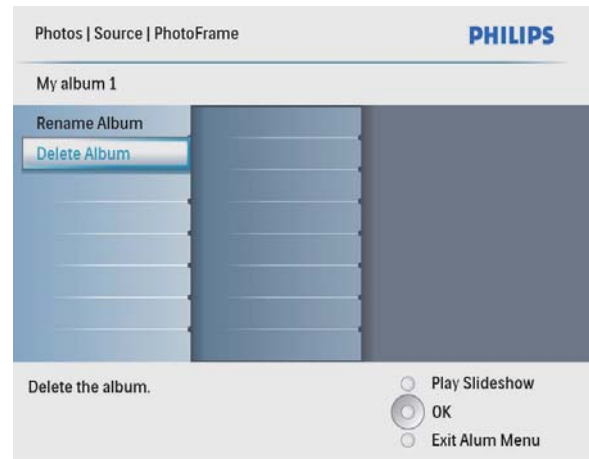 Photos | Source | PhotoFrame
PHILIPS
My album 1
Rename Album
Delete Album
Delete the album.
Play Slideshow
OK
Exit Alum Menu